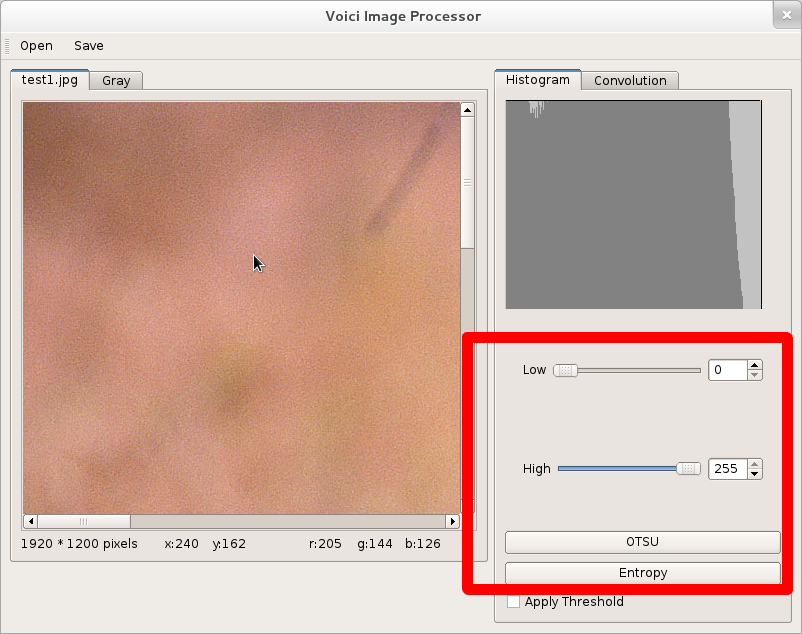 Voici Image Processor
Open Save
test1.jpg Gray
Histogram Convolution
Low 0
High 255
OTSU
Entropy
Apply Threshold
1920 * 1200 pixels x:240 y:162 r:205 g:144 b:126